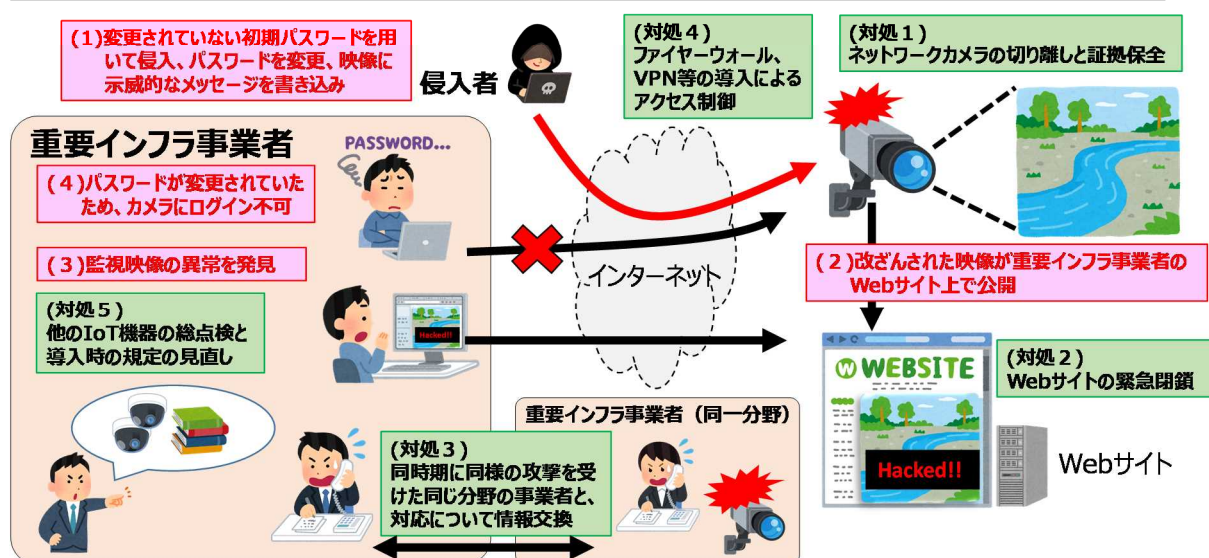 (1)変更されていない初期パスワードを用
いて侵入、パスワードを変更、映像に
示威的なメッセージを書き込み
侵入者
(対処４)
ファイヤーウォール、
VPN等の導入による
アクセス制御
(対処１)
ネットワークカメラの切り離しと証拠保全
重要インフラ事業者
PASSWORD...
(４)パスワードが変更されていた
ため、カメラにログイン不可
(３)監視映像の異常を発見
インターネット
(２)改ざんされた映像が重要インフラ事業者の
Webサイト上で公開
(対処５)
他のIoT機器の総点検と
導入時の規定の見直し
Hacked!!
WEBSITE
Hacked!!
(対処２)
Webサイトの緊急閉鎖
Webサイト
重要インフラ事業者（同一分野）
(対処３)
同時期に同様の攻撃を受
けた同じ分野の事業者と、
対応について情報交換